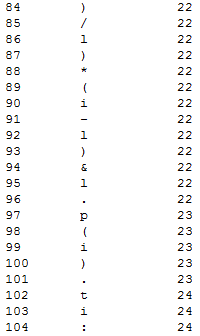 84 ) 22
85 / 22
86 l 22
87 ) 22
88 * 22
89 ( 22
90 i 22
91 - 22
92 l 22
93 ) 22
94 & 22
95 l 22
96 . 22
97 p 23
98 ( 23
99 i 23
100 ) 23
101 . 23
102 t 24
103 i 24
104 : 24